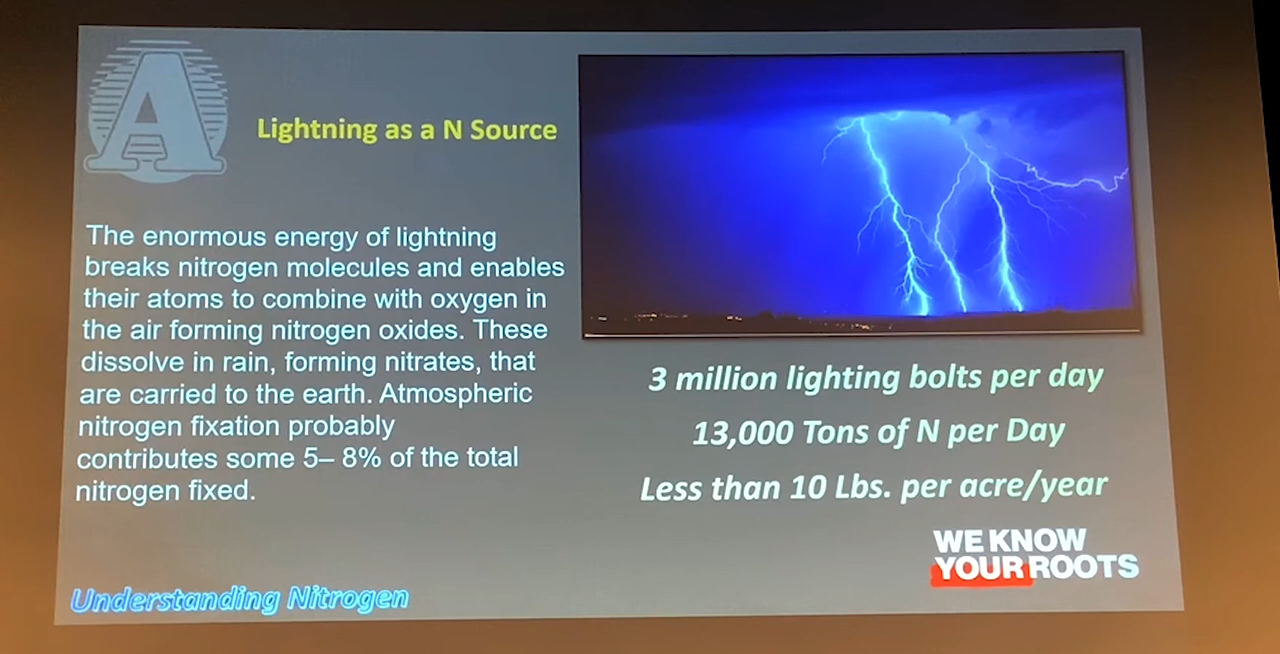 A
Lightning as a N Source
The enormous energy of lightning
breaks nitrogen molecules and enables
their atoms to combine with oxygen in
the air forming nitrogen oxides. These
dissolve in rain, forming nitrates, that
are carried to the earth. Atmospheric
nitrogen fixation probably
contributes some 5– 8% of the total
nitrogen fixed.
3 million lighting bolts per day
13,000 Tons of N per Day
Less than 10 Lbs. per acre/year
WE KNOW
YOUR ROOTS
Understanding Nitrogen